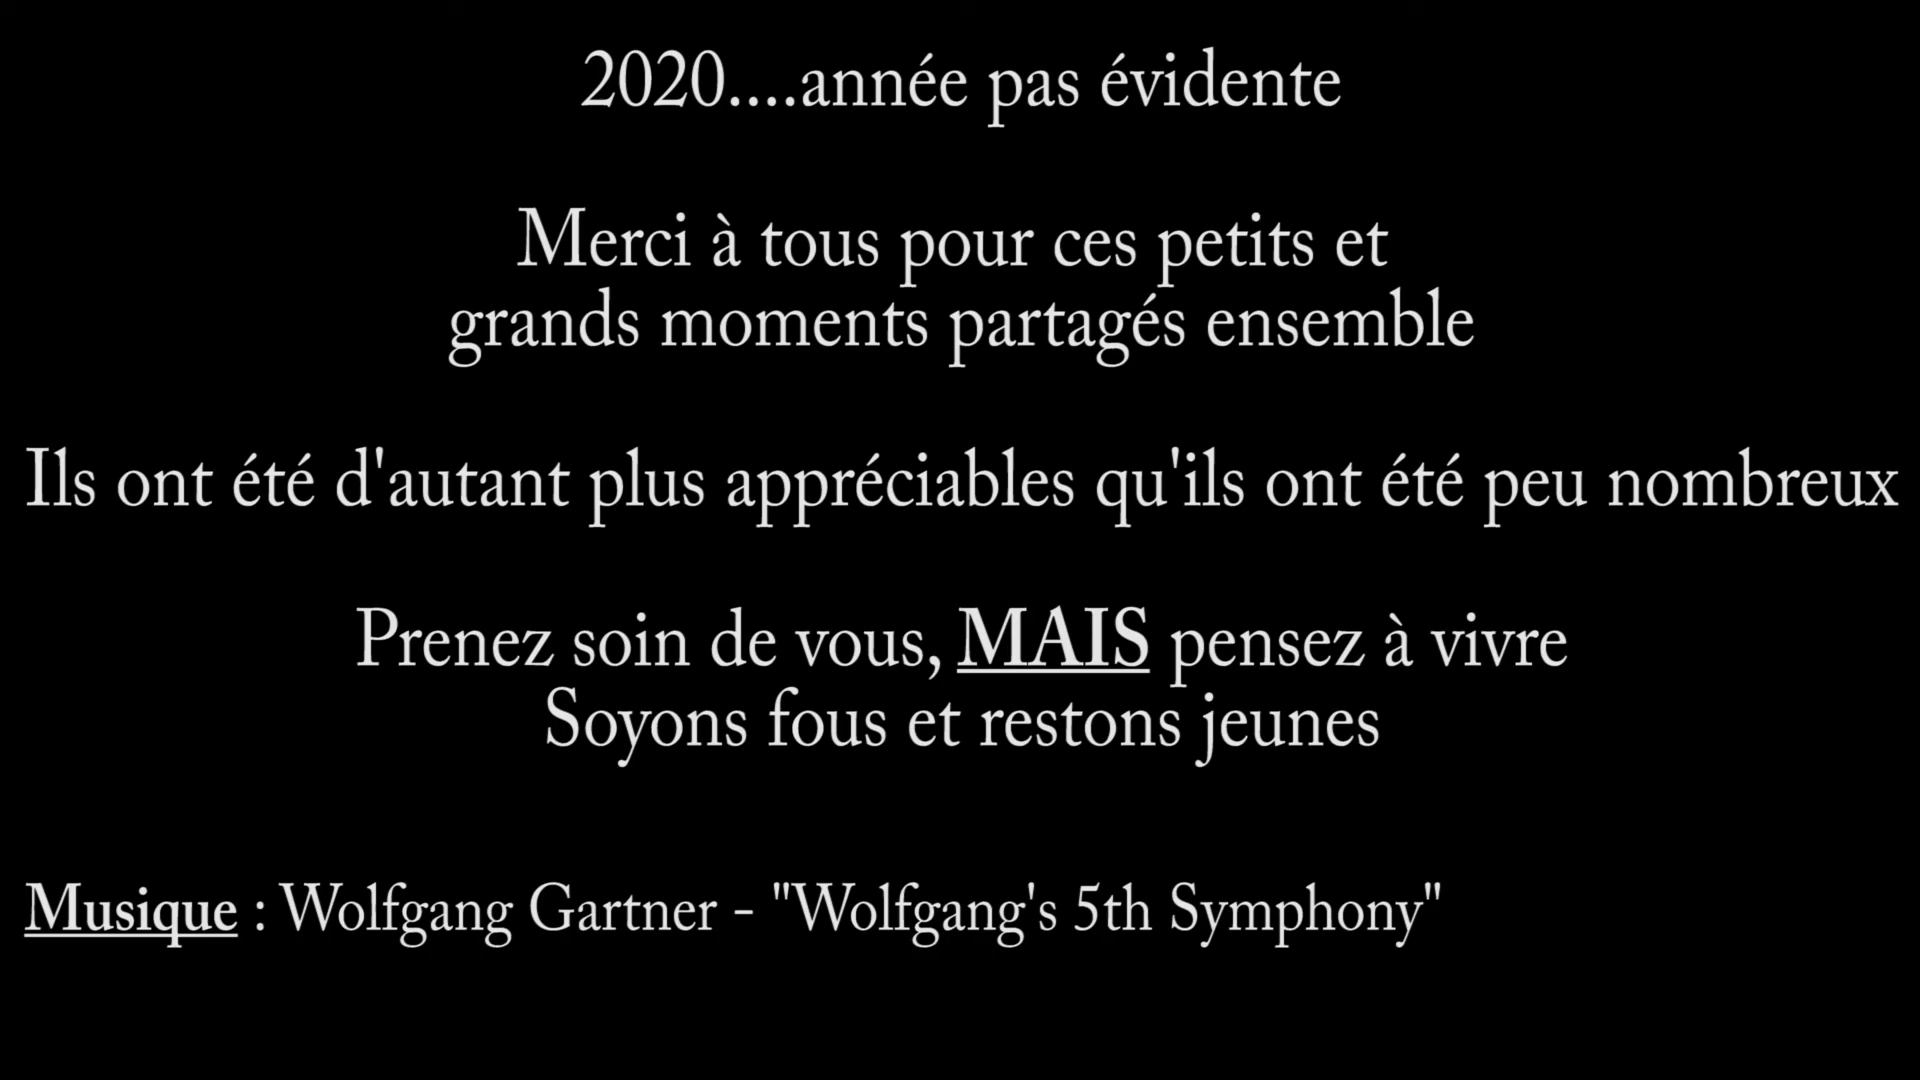 2020....année pas évidente
Merci à tous pour ces petits et
grands moments partagés ensemble
Ils ont été d'autant plus appréciables qu'ils ont été peu nombreux
Prenez soin de vous, MAIS pensez à vivre
Soyons fous et restons jeunes
Musique : Wolfgang Gartner - "Wolfgang's 5th Symphony"